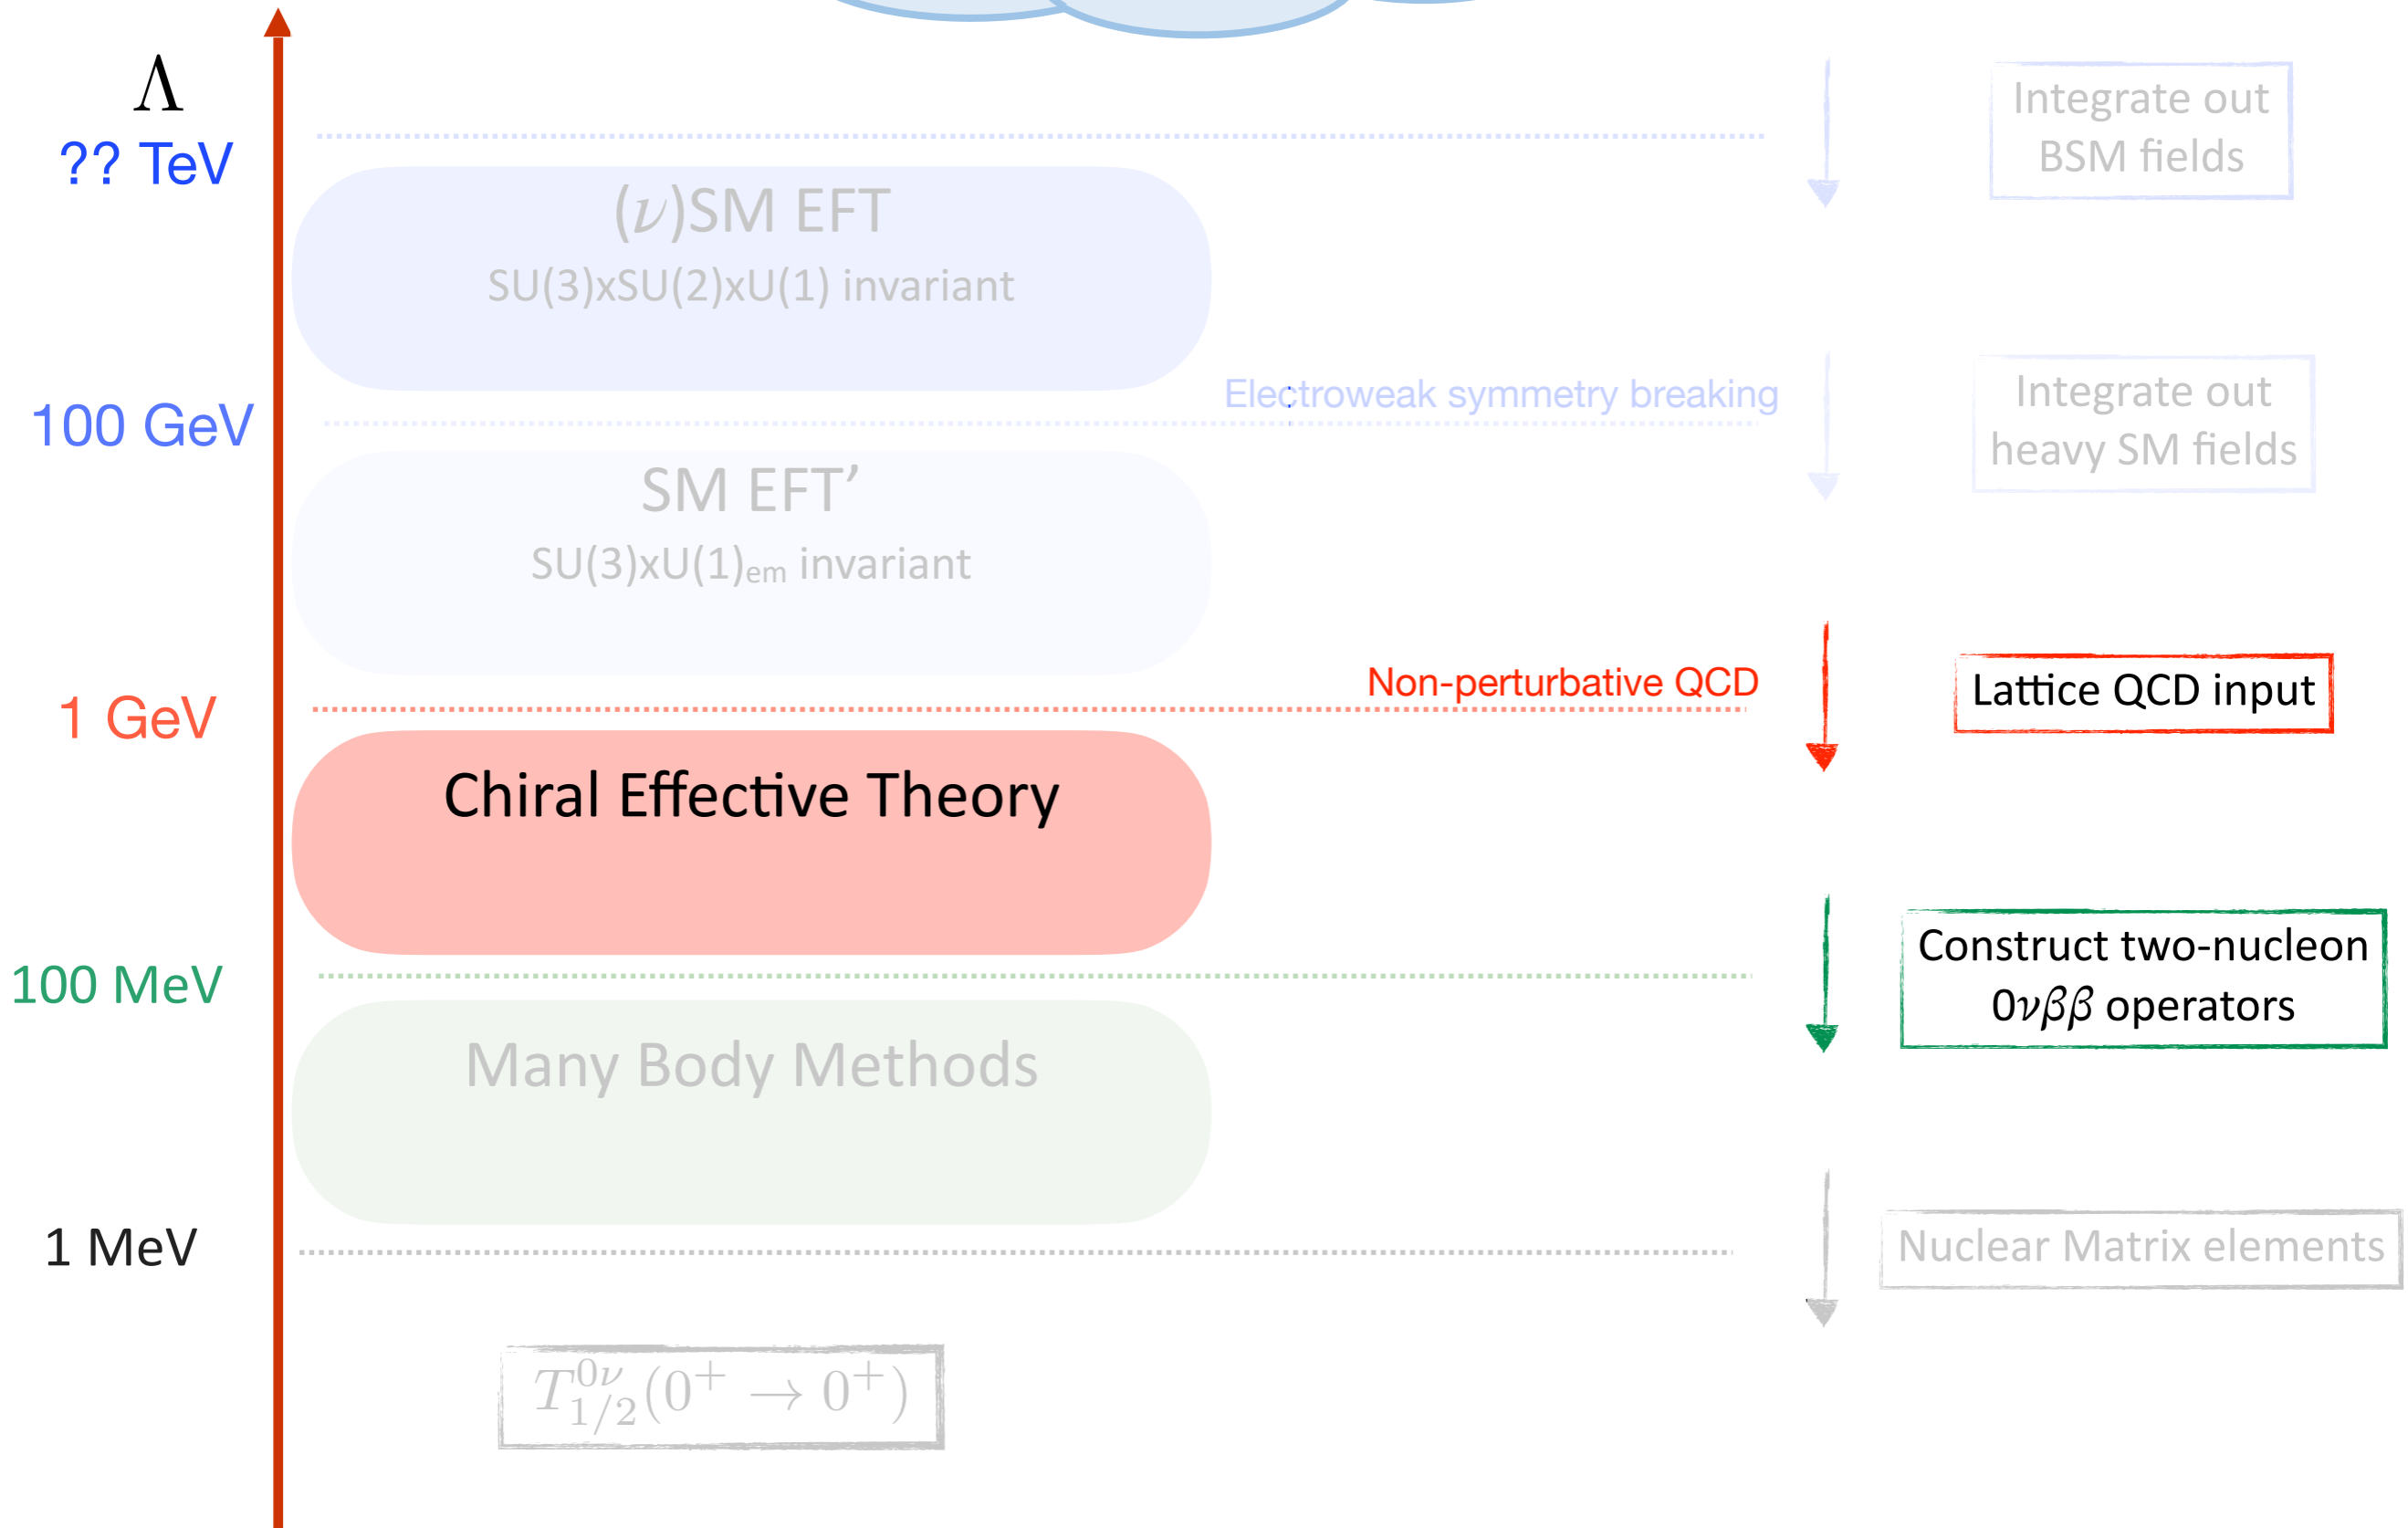 Λ
?? TeV
(ν)SM EFT
SU(3)xSU(2)xU(1) invariant
Integrate out
BSM fields
100 GeV
Electroweak symmetry breaking
Integrate out
heavy SM fields
SM EFT’
SU(3)xU(1)em invariant
1 GeV
Non-perturbative QCD
Lattice QCD input
Chiral Effective Theory
100 MeV
Construct two-nucleon
0νββ operators
Many Body Methods
1 MeV
Nuclear Matrix elements
T^{0ν}_{1/2}(0^+ → 0^+)